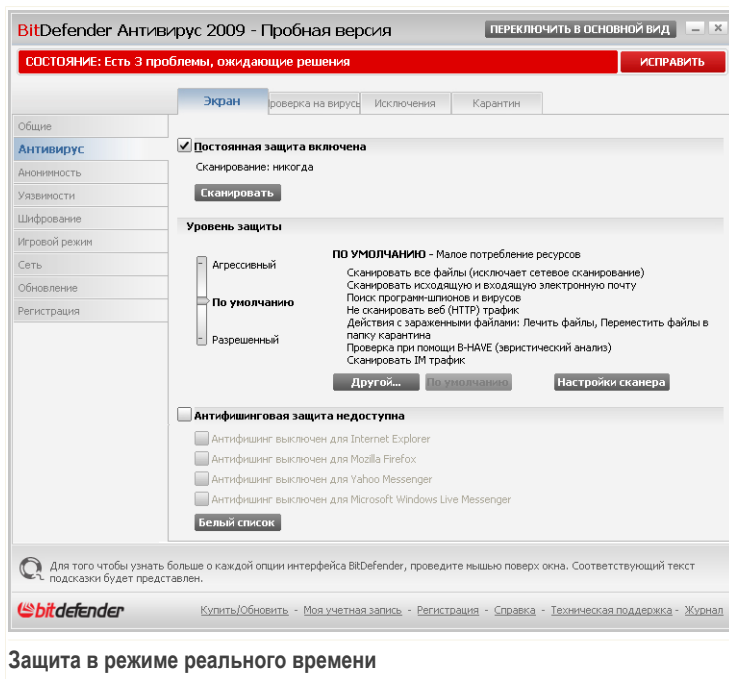 BitDefender Антивирус 2009 - Пробная версия
ПЕРЕКЛЮЧИТЬ В ОСНОВНОЙ ВИД
СОСТОЯНИЕ: Есть 3 проблемы, ожидающие решения
ИСПРАВИТЬ
Экран
роверка на вирусь
Исключения
Карантин
Общие
Антивирус
Анонинность
Уязвимости
Шифрование
Игровой режим
Сеть
Обновление
Регистрация
Постоянная защита включена
Сканирование: никогда
Сканировать
Уровень защиты
Агрессивный
По умолчанию
Разрешенный
ПО УМОЛЧАНИЮ - Малое потребление ресурсов
Сканировать все файлы (исключает сетевое сканирование)
Сканировать исходящую и входящую электронную почту
Поиск программ-шпионов и вирусов
Не сканировать веб (HTTP) трафик
Действия с зараженными файлами: Лечить файлы, Переместить файлы в
папку карантина
Проверка при помощи B-HAVE (эвристический анализ)
Сканировать IM трафик
Другой...
По умолчанию
Настройки сканера
Антифишинговая защита недоступна
Антифишинг выключен для Internet Explorer
Антифишинг выключен для Mozilla Firefox
Антифишинг выключен для Yahoo Messenger
Антифишинг выключен для Microsoft Windows Live Messenger
Белый список
Для того чтобы узнать больше о каждой опции интерфейса BitDefender, проведите мышью поверх окна. Соответствующий текст
подсказки будет представлен.
bitdefender
Купить/Обновить - Моя учетная запись - Регистрация - Справка - Техническая поддержка - Журнал
Защита в режиме реального времени